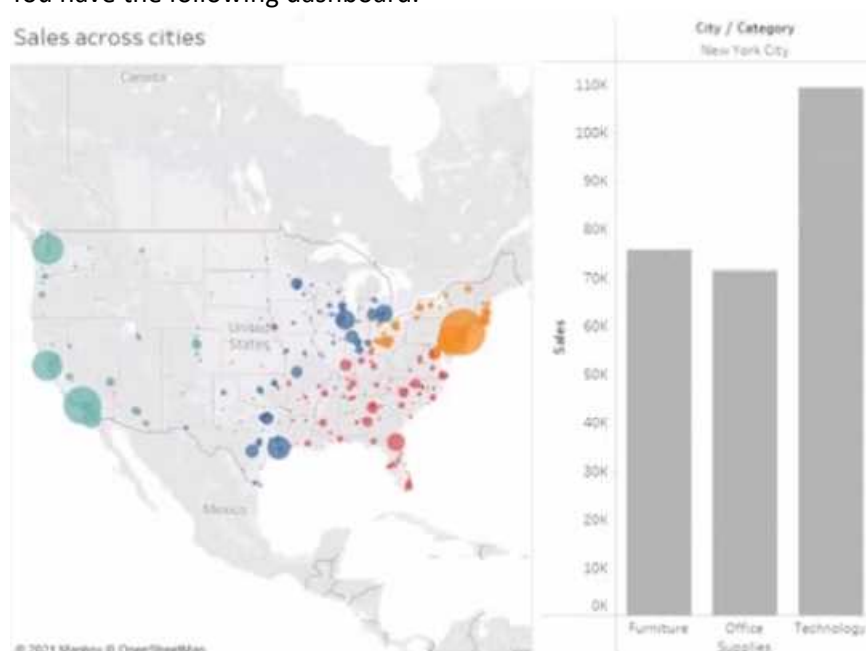 You have the following dashboard:
Sales across cities
Canada
United
States
Mexico
© 2021 Mapbox © OpenStreetMap
City / Category
New York City
110K
100K
90K
80K
70K
60K
50K
40K
30K
20K
10K
0K
Sales
Furniture
Office
Supplies
Technology